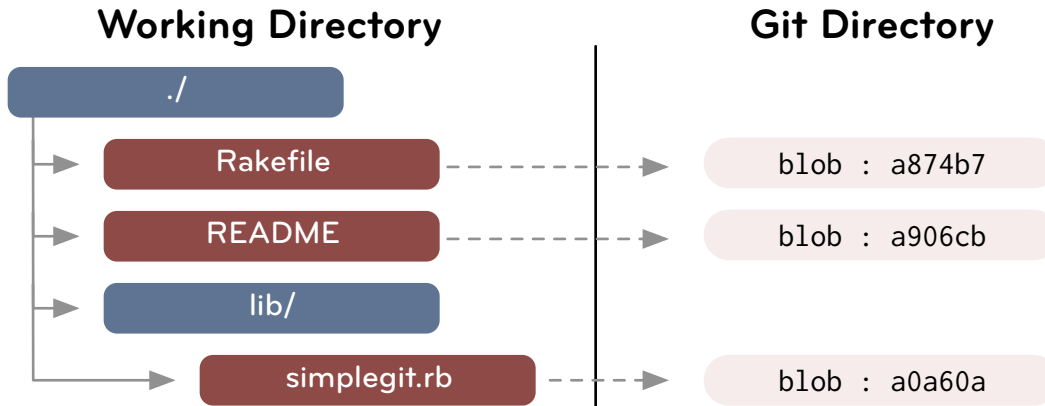 Working Directory
Git Directory
./
Rakefile
blob : a874b7
README
blob : a906cb
lib/
simplegit.rb
blob : a0a60a